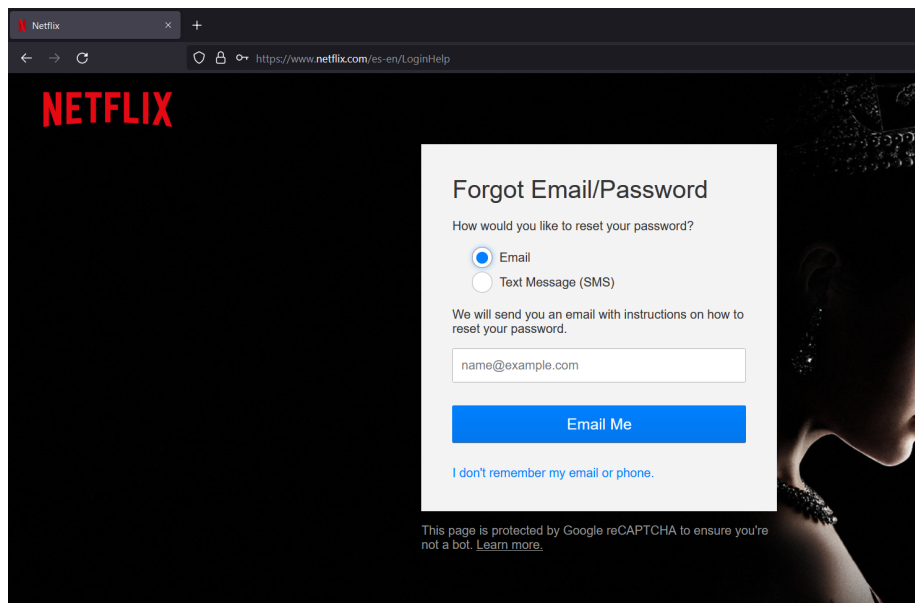 Netflix
https://www.netflix.com/es-en/LoginHelp
NETFLIX
Forgot Email/Password
How would you like to reset your password?
Email
Text Message (SMS)
We will send you an email with instructions on how to
reset your password.
name@example.com
Email Me
I don't remember my email or phone.
This page is protected by Google reCAPTCHA to ensure you're
not a bot. Learn more.